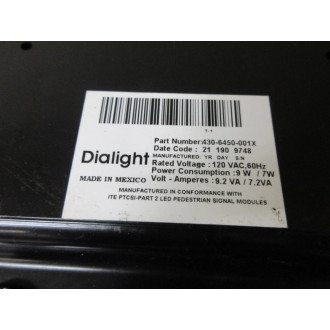 Part Number:430-6450-001X
Date Code : 21 190 9748
MANUFACTURED: YR DAY S/N
Dialight
Rated Voltage : 120 VAC,60Hz
Power Consumption : 9 W / 7W
MADE IN MEXICO
Volt - Amperes : 9.2 VA / 7.2VA
MANUFACTURED IN CONFORMANCE WITH
ITE PTCSI-PART 2 LED PEDESTRIAN SIGNAL MODULES